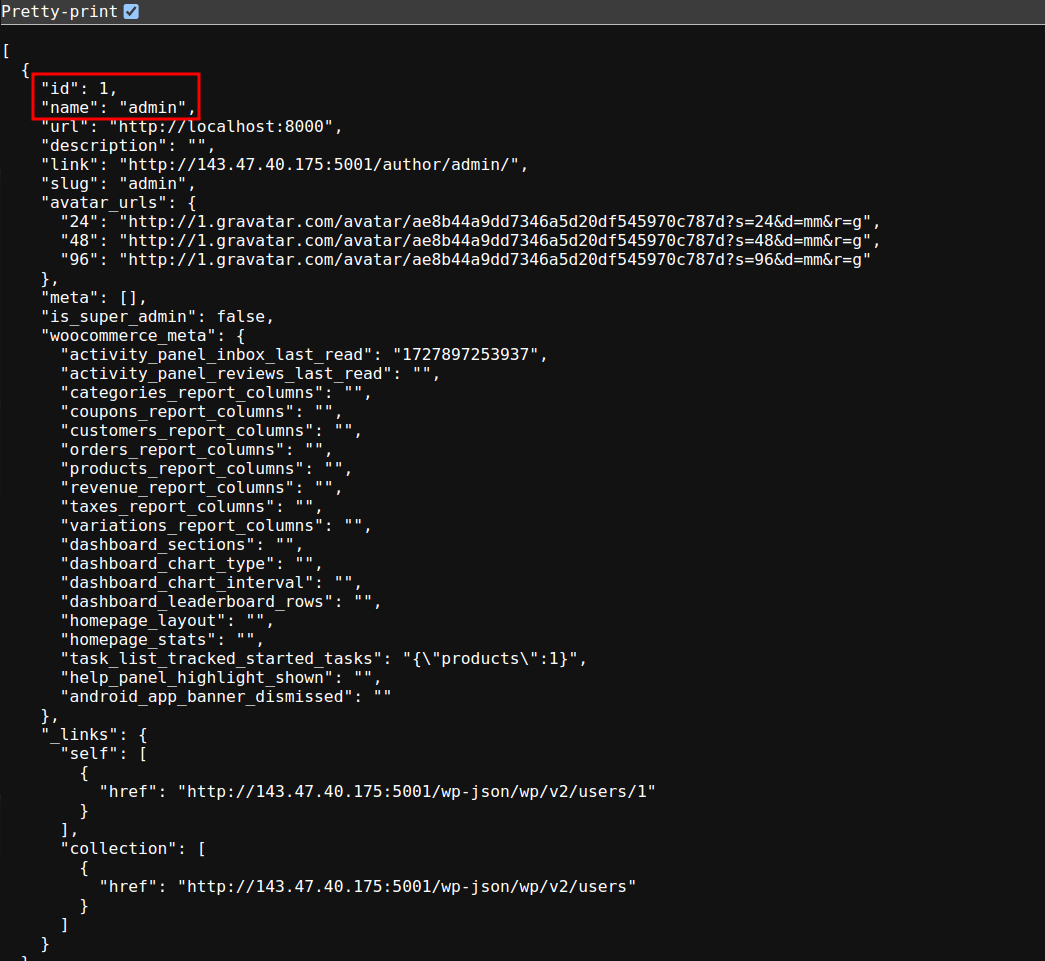 Pretty-print
[
  {
    "id": 1,
    "name": "admin",
    "url": "http://localhost:8000",
    "description": "",
    "link": "http://143.47.40.175:5001/author/admin/",
    "slug": "admin",
    "avatar_urls": {
      "24": "http://1.gravatar.com/avatar/ae8b44a9dd7346a5d20df545970c787d?s=24&d=mm&r=g",
      "48": "http://1.gravatar.com/avatar/ae8b44a9dd7346a5d20df545970c787d?s=48&d=mm&r=g",
      "96": "http://1.gravatar.com/avatar/ae8b44a9dd7346a5d20df545970c787d?s=96&d=mm&r=g"
    },
    "meta": [],
    "is_super_admin": false,
    "woocommerce_meta": {
      "activity_panel_inbox_last_read": "1727897253937",
      "activity_panel_reviews_last_read": "",
      "categories_report_columns": "",
      "coupons_report_columns": "",
      "customers_report_columns": "",
      "orders_report_columns": "",
      "products_report_columns": "",
      "revenue_report_columns": "",
      "taxes_report_columns": "",
      "variations_report_columns": "",
      "dashboard_sections": "",
      "dashboard_chart_type": "",
      "dashboard_chart_interval": "",
      "dashboard_leaderboard_rows": "",
      "homepage_layout": "",
      "homepage_stats": "",
      "task_list_tracked_started_tasks": "{\"products\":1}",
      "help_panel_highlight_shown": "",
      "android_app_banner_dismissed": ""
    },
    "_links": {
      "self": [
        {
          "href": "http://143.47.40.175:5001/wp-json/wp/v2/users/1"
        }
      ],
      "collection": [
        {
          "href": "http://143.47.40.175:5001/wp-json/wp/v2/users"
        }
      ]
    }
  }